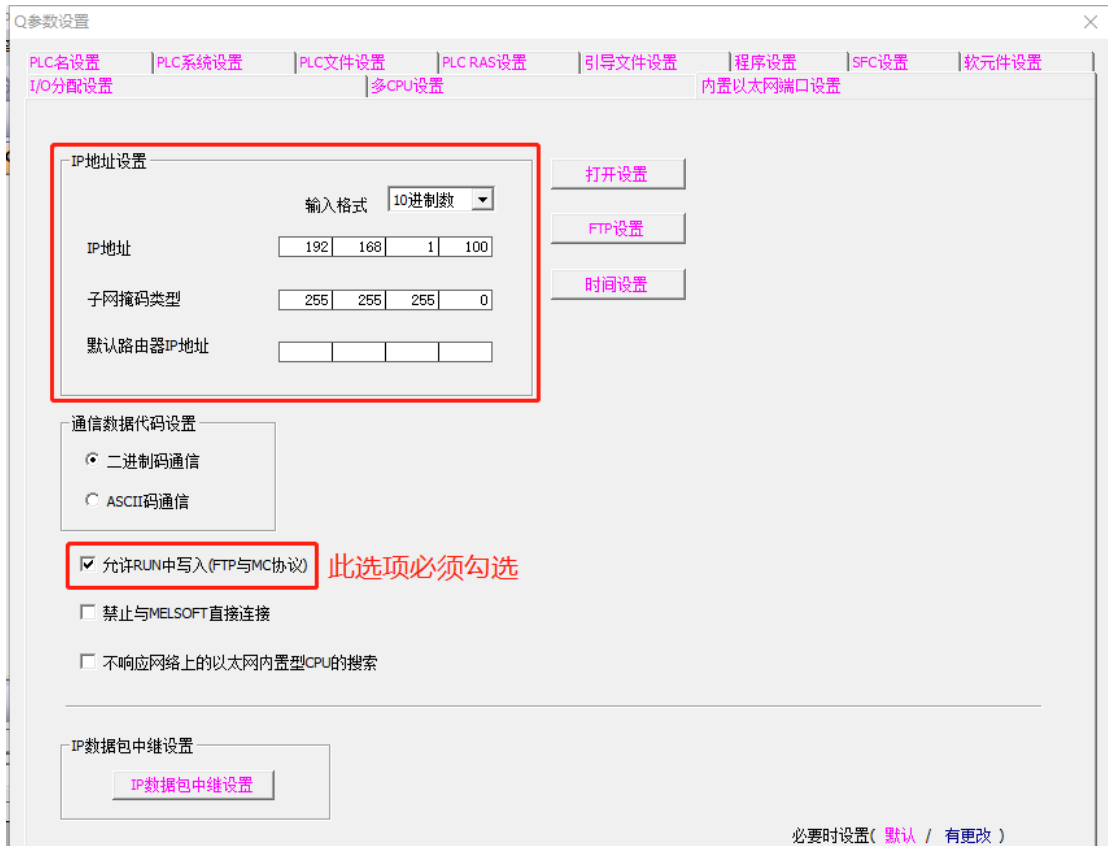 Q参数设置
PLC名设置 PLC系统设置 PLC文件设置 PLC RAS设置 引导文件设置 程序设置 SFC设置 软元件设置
I/O分配设置 多CPU设置 内置以太网端口设置
IP地址设置
输入格式 10进制数
IP地址 192 168 1 100
子网掩码类型 255 255 255 0
默认路由器IP地址
打开设置
FTP设置
时间设置
通信数据代码设置
二进制码通信
ASCII码通信
允许RUN中写入(FTP与MC协议) 此选项必须勾选
禁止与MELSOFT直接连接
不响应网络上的以太网内置型CPU的搜索
IP数据包中继设置
IP数据包中继设置
必要时设置( 默认 / 有更改 )